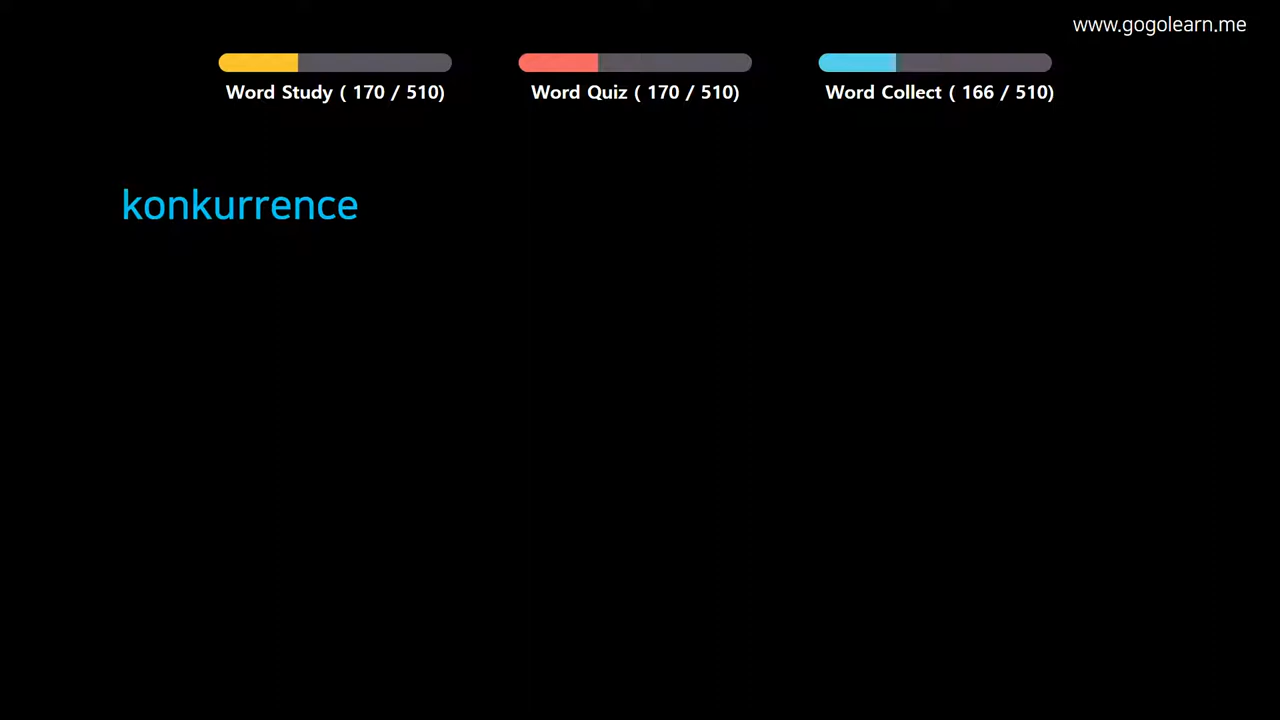 www.gogolearn.me
Word Study ( 170 / 510)
Word Quiz ( 170 / 510)
Word Collect ( 166 / 510)
konkurrence